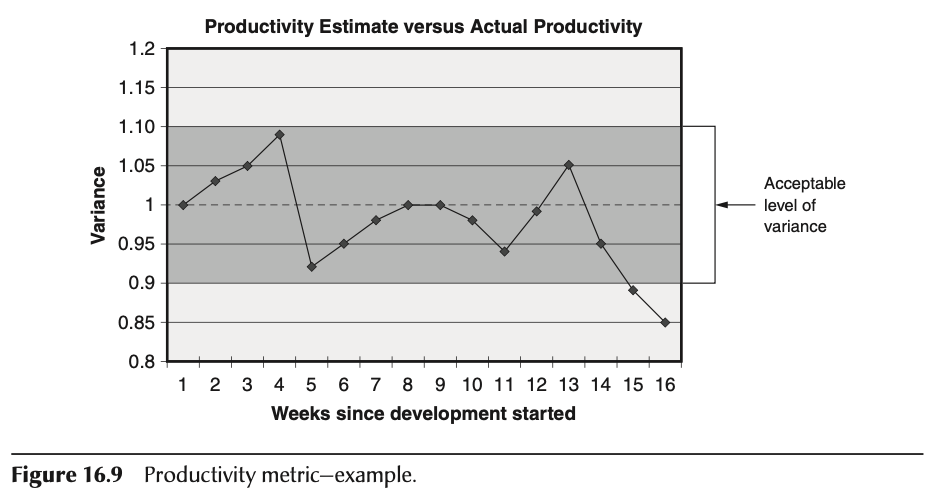 Productivity Estimate versus Actual Productivity
1.2
1.15
1.10
1.05
1
0.95
0.9
0.85
0.8
Variance
Acceptable
level of
variance
1 2 3 4 5 6 7 8 9 10 11 12 13 14 15 16
Weeks since development started
Figure 16.9 Productivity metric—example.